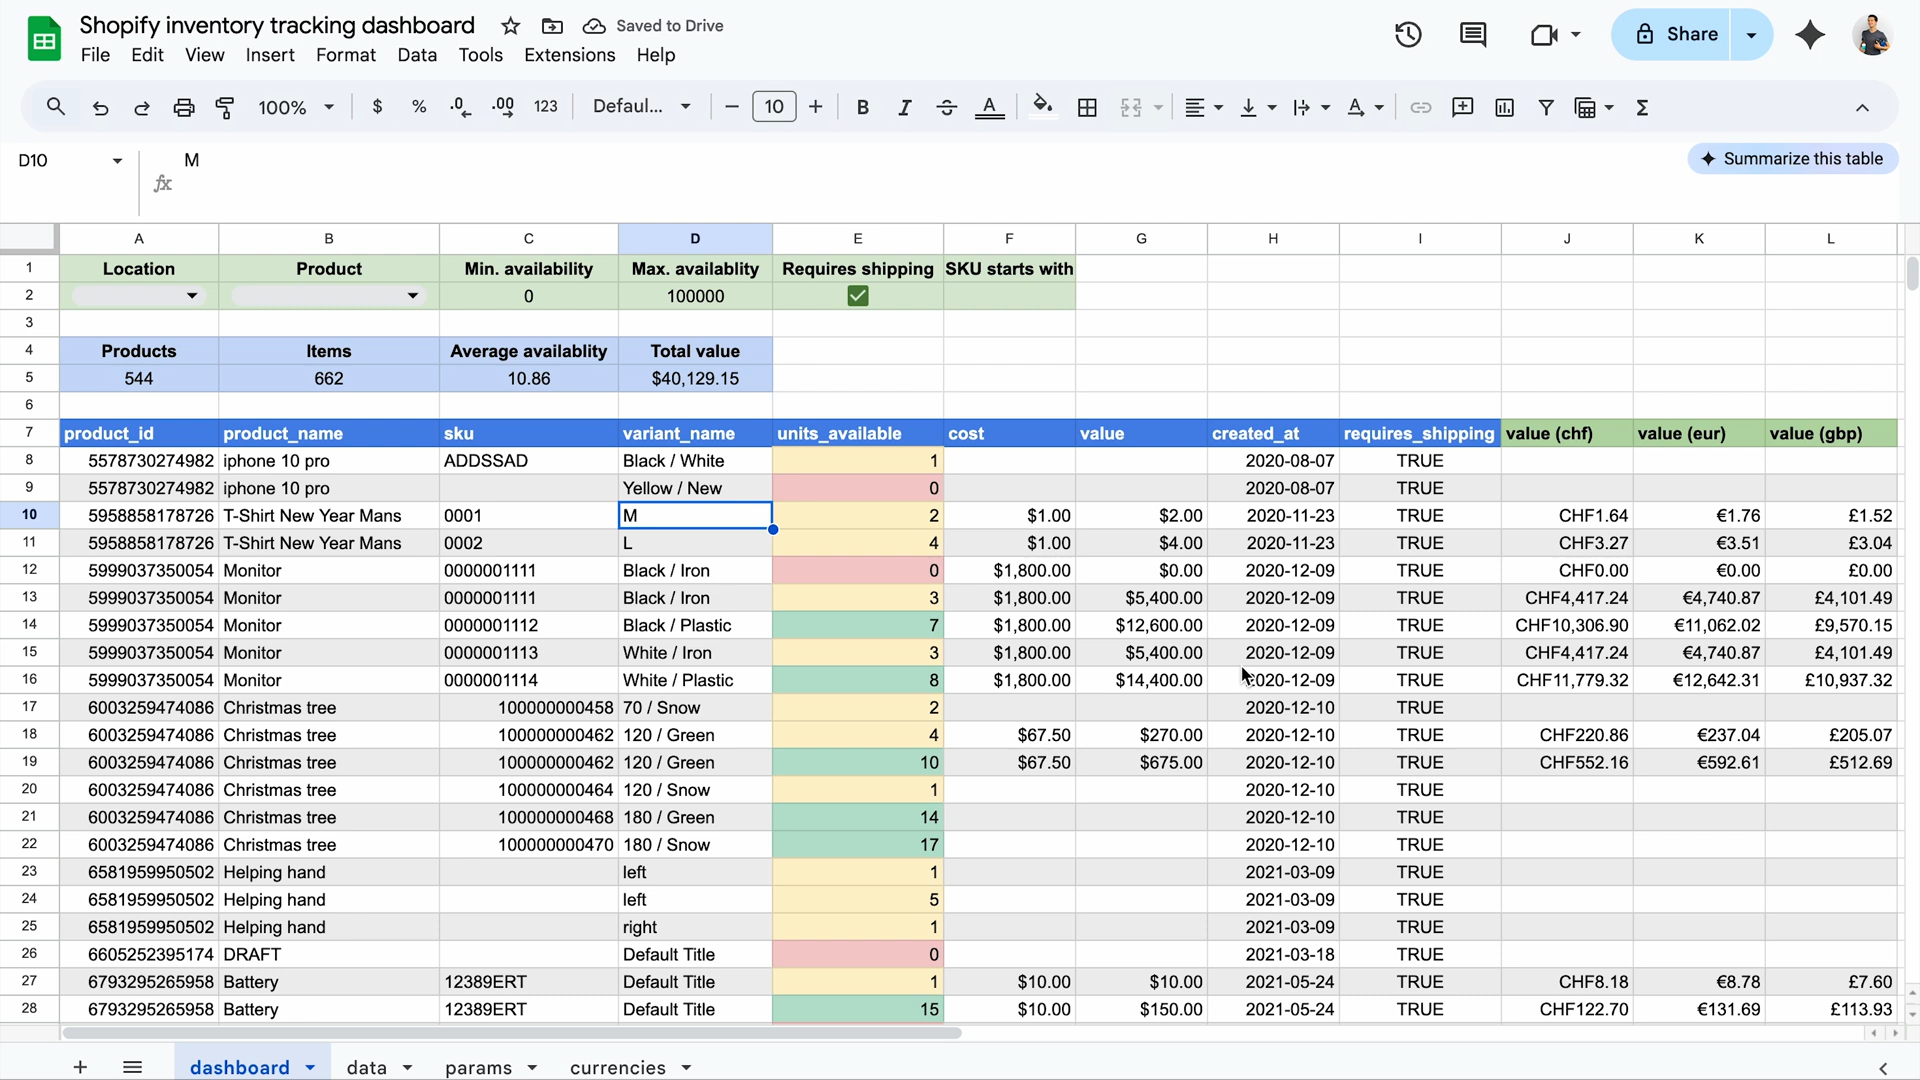 Shopify inventory tracking dashboard Saved to Drive
File Edit View Insert Format Data Tools Extensions Help
Share
100% $ % .0 .00 123 Defaul... 10 B I S A
D10 M
Summarize this table
fx
A B C D E F G H I J K L
1 Location Product Min. availability Max. availablity Requires shipping SKU starts with
2 0 100000
3
4 Products Items Average availablity Total value
5 544 662 10.86 $40,129.15
6
7 product_id product_name sku variant_name units_available cost value created_at requires_shipping value (chf) value (eur) value (gbp)
8 5578730274982 iphone 10 pro ADDSSAD Black / White 1 2020-08-07 TRUE
9 5578730274982 iphone 10 pro Yellow / New 0 2020-08-07 TRUE
10 5958858178726 T-Shirt New Year Mans 0001 M 2 $1.00 $2.00 2020-11-23 TRUE CHF1.64 €1.76 £1.52
11 5958858178726 T-Shirt New Year Mans 0002 L 4 $1.00 $4.00 2020-11-23 TRUE CHF3.27 €3.51 £3.04
12 5999037350054 Monitor 0000001111 Black / Iron 0 $1,800.00 $0.00 2020-12-09 TRUE CHF0.00 €0.00 £0.00
13 5999037350054 Monitor 0000001111 Black / Iron 3 $1,800.00 $5,400.00 2020-12-09 TRUE CHF4,417.24 €4,740.87 £4,101.49
14 5999037350054 Monitor 0000001112 Black / Plastic 7 $1,800.00 $12,600.00 2020-12-09 TRUE CHF10,306.90 €11,062.02 £9,570.15
15 5999037350054 Monitor 0000001113 White / Iron 3 $1,800.00 $5,400.00 2020-12-09 TRUE CHF4,417.24 €4,740.87 £4,101.49
16 5999037350054 Monitor 0000001114 White / Plastic 8 $1,800.00 $14,400.00 2020-12-09 TRUE CHF11,779.32 €12,642.31 £10,937.32
17 6003259474086 Christmas tree 100000000458 70 / Snow 2 2020-12-10 TRUE
18 6003259474086 Christmas tree 100000000462 120 / Green 4 $67.50 $270.00 2020-12-10 TRUE CHF220.86 €237.04 £205.07
19 6003259474086 Christmas tree 100000000462 120 / Green 10 $67.50 $675.00 2020-12-10 TRUE CHF552.16 €592.61 £512.69
20 6003259474086 Christmas tree 100000000464 120 / Snow 1 2020-12-10 TRUE
21 6003259474086 Christmas tree 100000000468 180 / Green 14 2020-12-10 TRUE
22 6003259474086 Christmas tree 100000000470 180 / Snow 17 2020-12-10 TRUE
23 6581959950502 Helping hand left 1 2021-03-09 TRUE
24 6581959950502 Helping hand left 5 2021-03-09 TRUE
25 6581959950502 Helping hand right 1 2021-03-09 TRUE
26 6605252395174 DRAFT Default Title 0 2021-03-18 TRUE
27 6793295265958 Battery 12389ERT Default Title 1 $10.00 $10.00 2021-05-24 TRUE CHF8.18 €8.78 £7.60
28 6793295265958 Battery 12389ERT Default Title 15 $10.00 $150.00 2021-05-24 TRUE CHF122.70 €131.69 £113.93
dashboard data params currencies